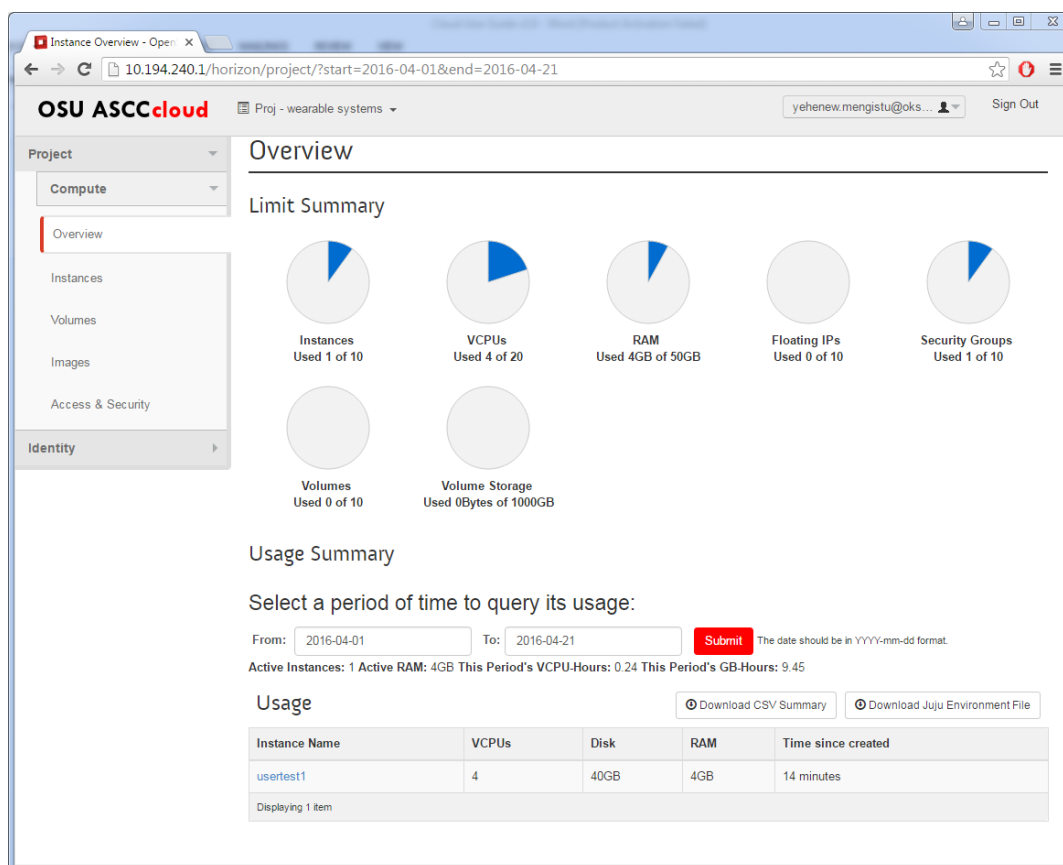 Instance Overview - Open
10.194.240.1/horizon/project/?start=2016-04-01&end=2016-04-21
OSU ASCCcloud
Proj - wearable systems
yehenew.mengistu@oks...
Sign Out
Project
Compute
Overview
Instances
Volumes
Images
Access & Security
Identity
Overview
Limit Summary
Instances
Used 1 of 10
VCPUs
Used 4 of 20
RAM
Used 4GB of 50GB
Floating IPs
Used 0 of 10
Security Groups
Used 1 of 10
Volumes
Used 0 of 10
Volume Storage
Used 0Bytes of 1000GB
Usage Summary
Select a period of time to query its usage:
From: 2016-04-01 To: 2016-04-21 Submit The date should be in YYYY-mm-dd format.
Active Instances: 1 Active RAM: 4GB This Period's VCPU-Hours: 0.24 This Period's GB-Hours: 9.45
Usage
Download CSV Summary
Download Juju Environment File
Instance Name VCPUs Disk RAM Time since created
usertest1 4 40GB 4GB 14 minutes
Displaying 1 item